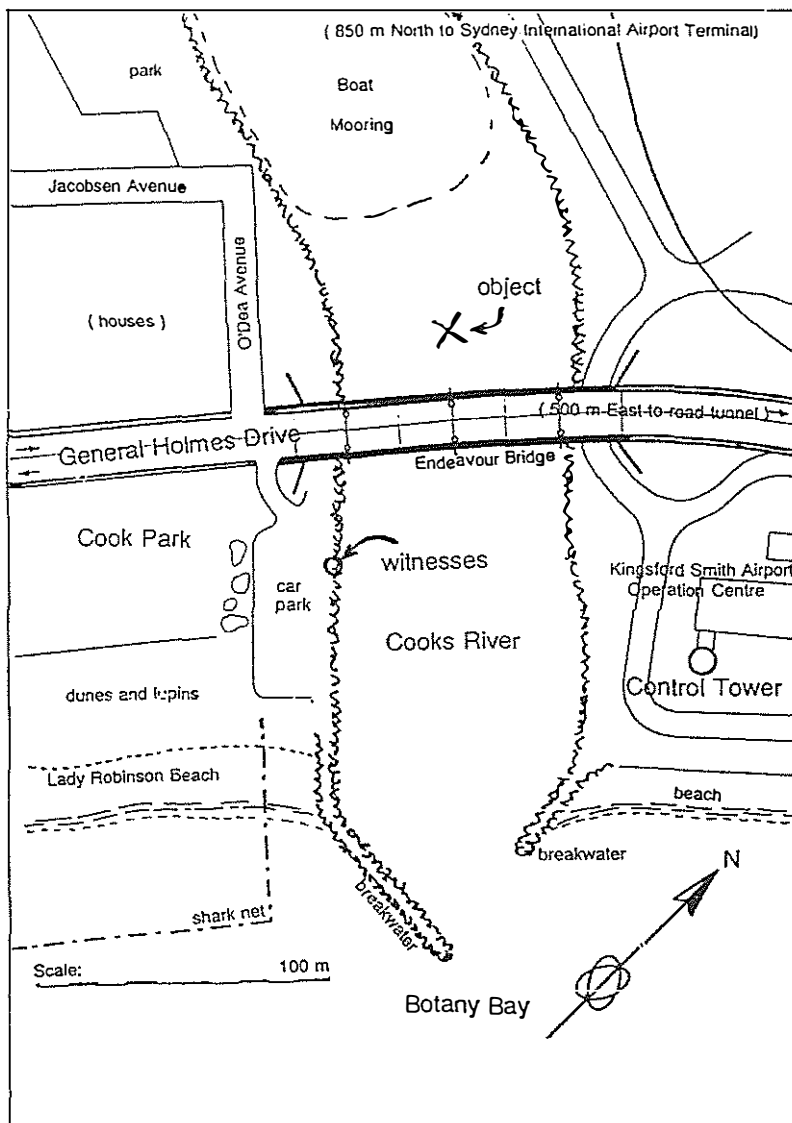 ( 850 m North to Sydney International Airport Terminal)
park
Boat
Mooring
Jacobsen Avenue
O'Dea Avenue
object
( houses )
( 500 m East to road tunnel )
General Holmes Drive
Endeavour Bridge
Cook Park
witnesses
car
park
Kingsford Smith Airport
Operation Centre
Cooks River
dunes and lupins
Control Tower
Lady Robinson Beach
beach
breakwater
N
breakwater
shark net
Scale:
100 m
Botany Bay